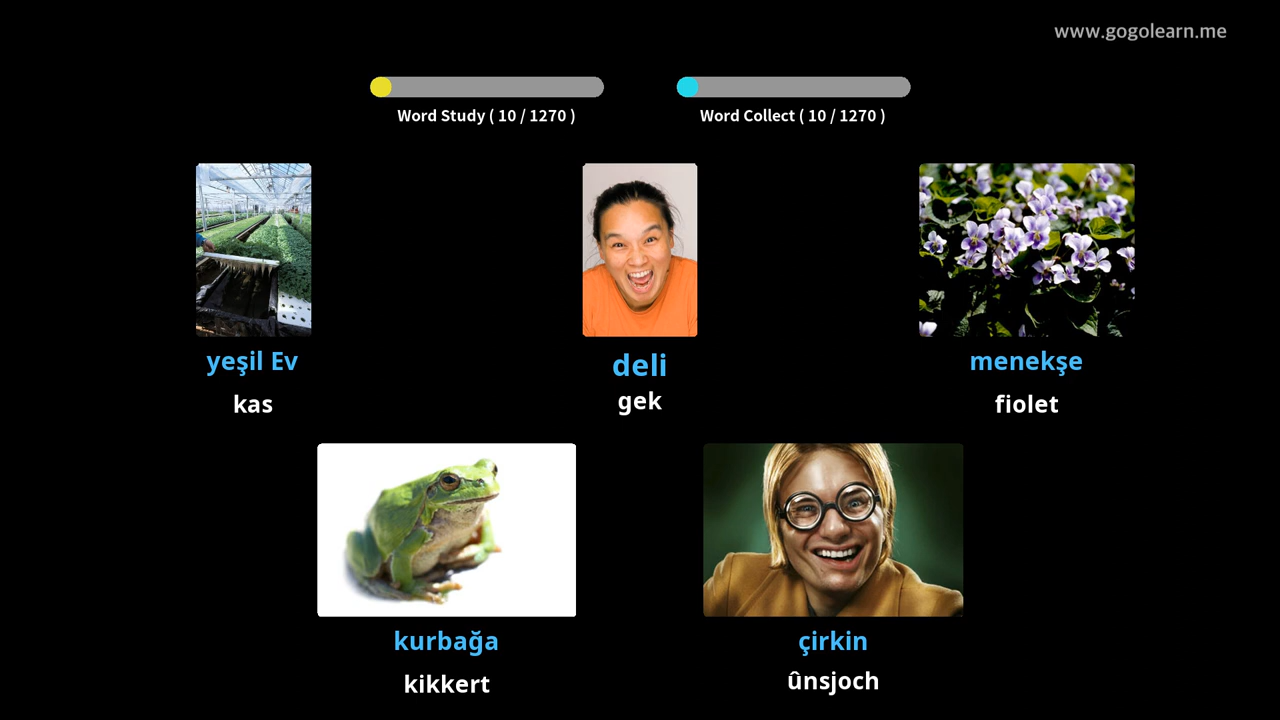 www.gogolearn.me
Word Study ( 10 / 1270 )
Word Collect ( 10 / 1270 )
yeşil Ev
kas
deli
gek
menekşe
fiolet
kurbağa
kikkert
çirkin
ûnsjoch